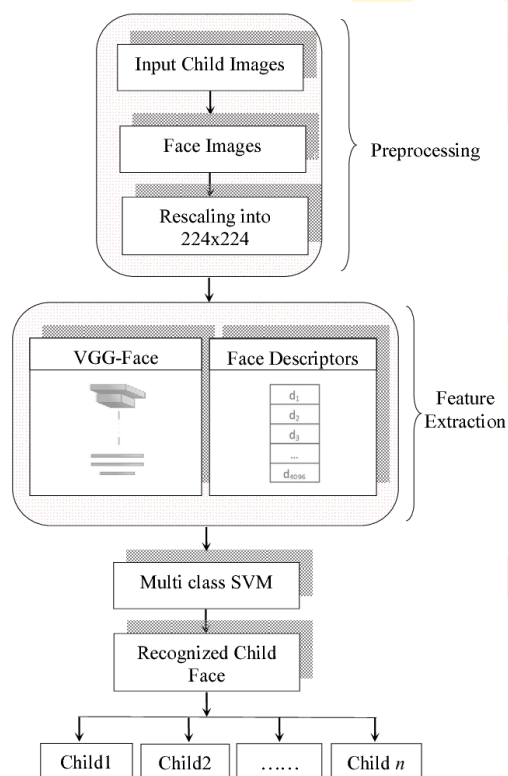 Input Child Images
Face Images
Rescaling into
224x224
Preprocessing
VGG-Face
Face Descriptors
d1
d2
d3
...
d4096
Feature
Extraction
Multi class SVM
Recognized Child
Face
Child1
Child2
......
Child n